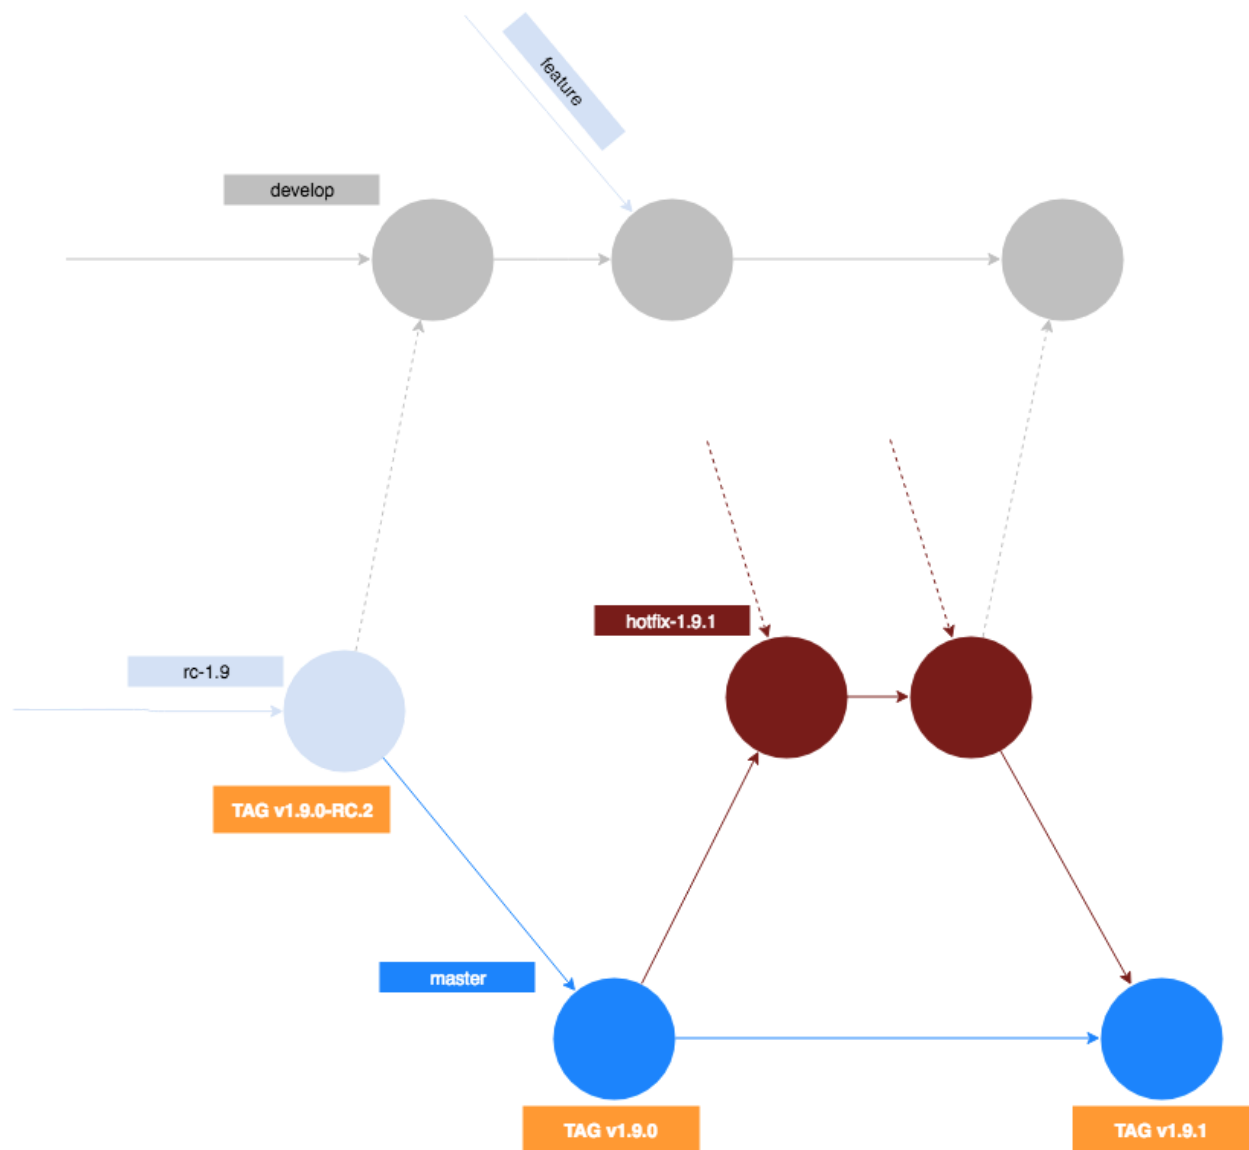 feature
develop
hotfix-1.9.1
rc-1.9
TAG v1.9.0-RC.2
master
TAG v1.9.0
TAG v1.9.1